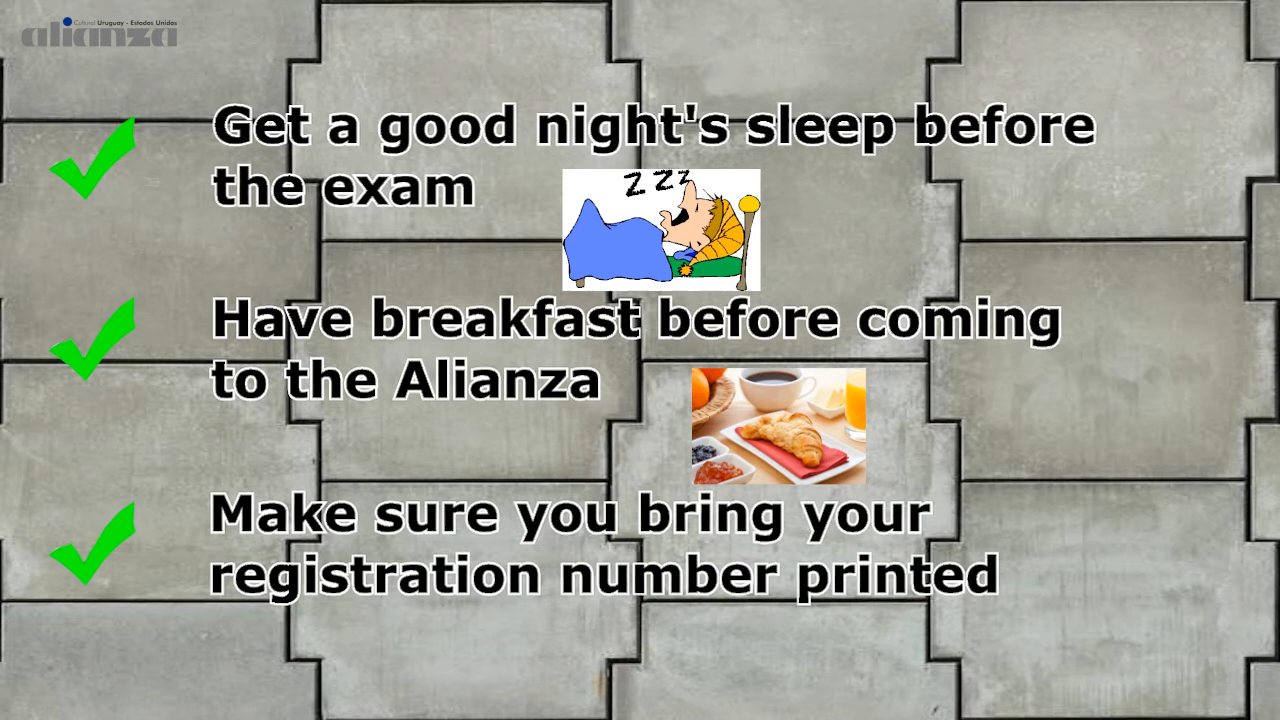 Cultural Uruguay - Estados Unidos
alianza
Get a good night's sleep before
the exam
z z z
Have breakfast before coming
to the Alianza
Make sure you bring your
registration number printed